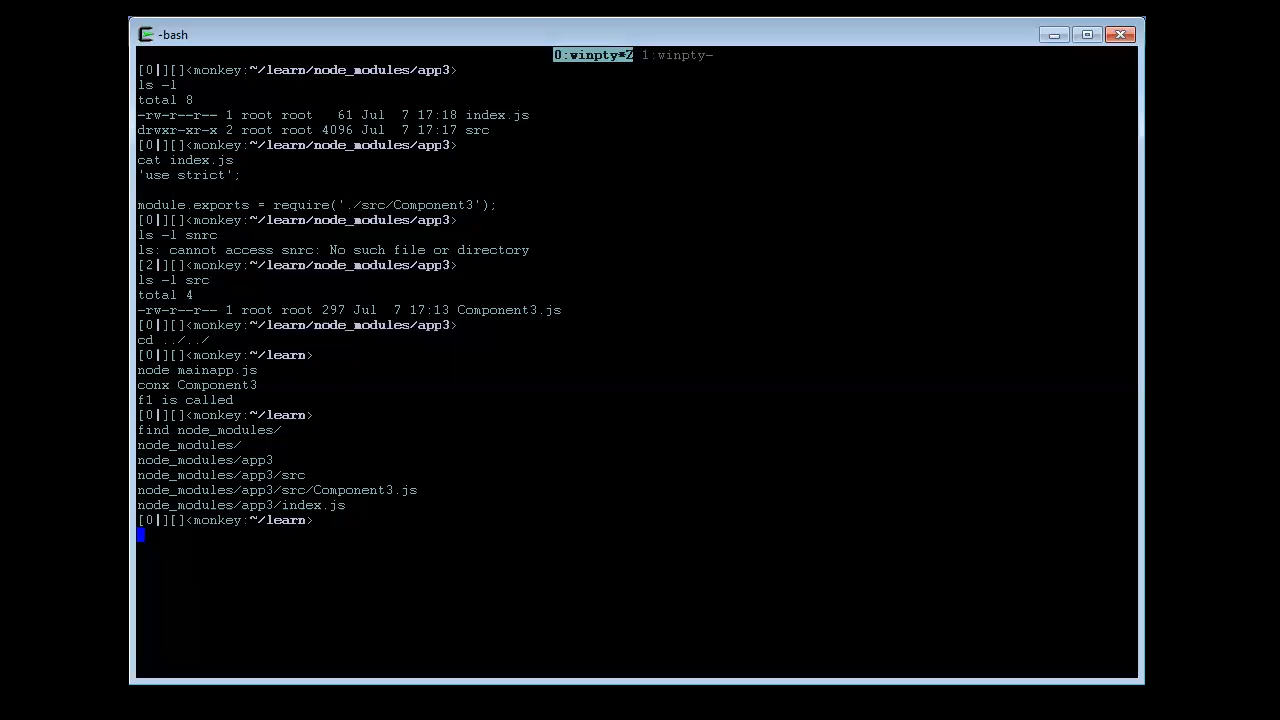 -bash
0:winpty*Z 1:winpty-
[0|][]<monkey:~/learn/node_modules/app3>
ls -l
total 8
-rw-r--r-- 1 root root   61 Jul  7 17:18 index.js
drwxr-xr-x 2 root root 4096 Jul  7 17:17 src
[0|][]<monkey:~/learn/node_modules/app3>
cat index.js
'use strict';
module.exports = require('./src/Component3');
[0|][]<monkey:~/learn/node_modules/app3>
ls -l snrc
ls: cannot access snrc: No such file or directory
[2|][]<monkey:~/learn/node_modules/app3>
ls -l src
total 4
-rw-r--r-- 1 root root 297 Jul  7 17:13 Component3.js
[0|][]<monkey:~/learn/node_modules/app3>
cd ../../
[0|][]<monkey:~/learn>
node mainapp.js
conx Component3
f1 is called
[0|][]<monkey:~/learn>
find node_modules/
node_modules/
node_modules/app3
node_modules/app3/src
node_modules/app3/src/Component3.js
node_modules/app3/index.js
[0|][]<monkey:~/learn>